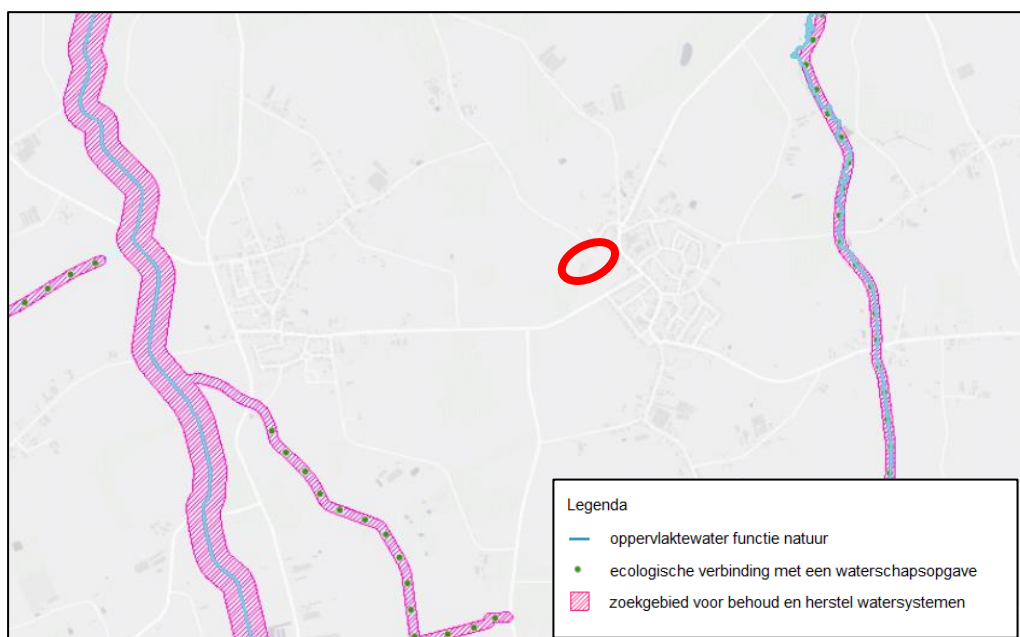 Legenda
oppervlaktewater functie natuur
ecologische verbinding met een waterschapsopgave
zoekgebied voor behoud en herstel watersystemen